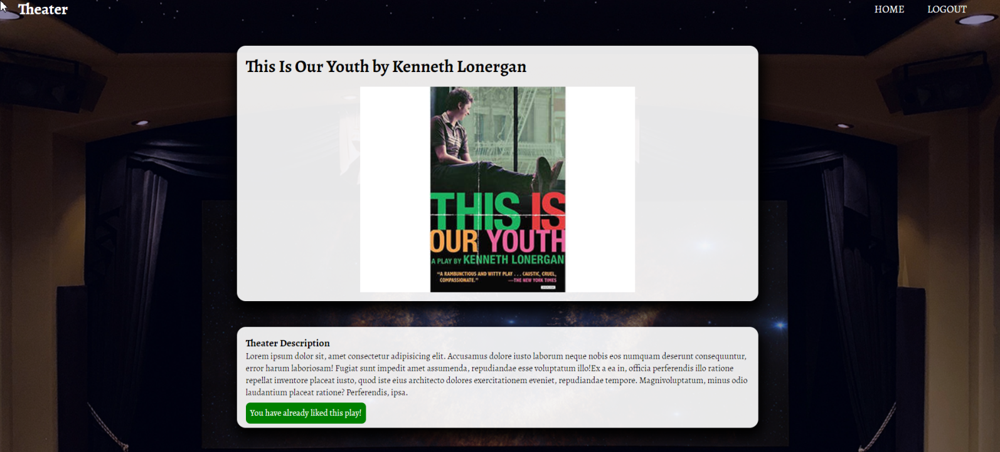 Theater
HOME
LOGOUT
This Is Our Youth by Kenneth Lonergan
THIS IS
OUR YOUTH
A PLAY BY KENNETH LONERGAN
"A RAMBUNCTIOUS AND WITTY PLAY . . . CAUSTIC, CRUEL,
COMPASSIONATE." —THE NEW YORK TIMES
Theater Description
Lorem ipsum dolor sit, amet consectetur adipisicing elit. Accusamus dolore iusto laborum neque nobis eos numquam deserunt consequuntur,
error harum laboriosam! Fugiat sunt impedit amet assumenda, repudiandae esse voluptatum illo!Ex a ea in, officia perferendis illo ratione
repellat inventore placeat iusto, quod iste eius architecto dolores exercitationem eveniet, repudiandae tempore. Magnivoluptatum, minus odio
laudantium placeat ratione? Perferendis, ipsa.
You have already liked this play!